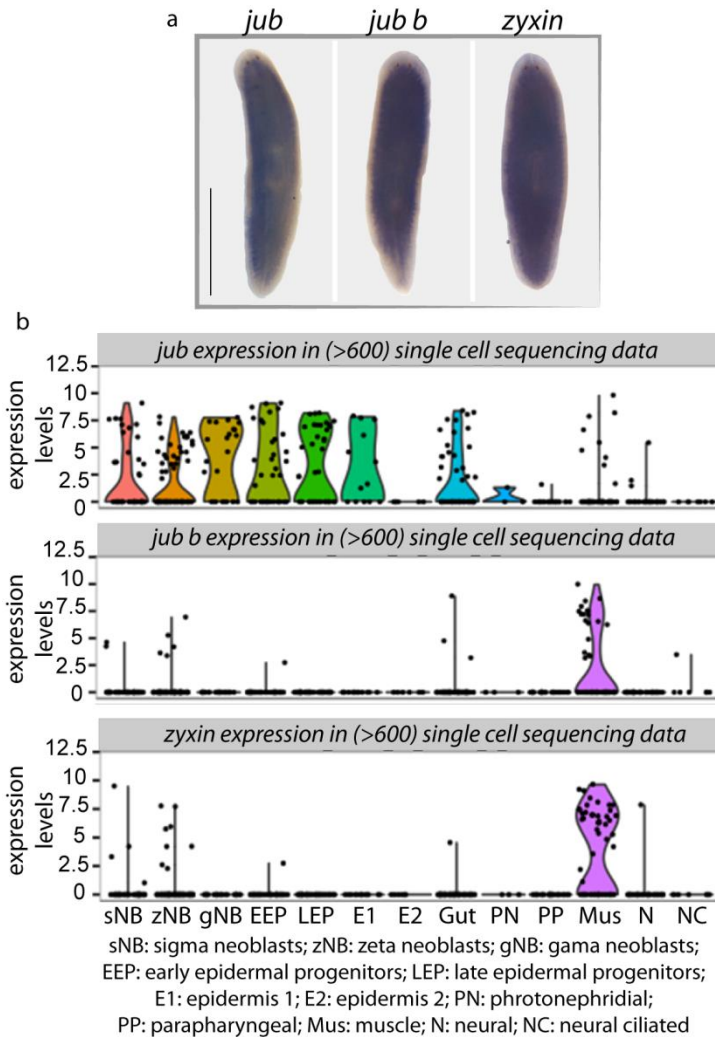 a
jub jub b zyxin
b
jub expression in (>600) single cell sequencing data
expression levels
12.5
10
7.5
5
2.5
0
jub b expression in (>600) single cell sequencing data
expression levels
12.5
10
7.5
5
2.5
0
zyxin expression in (>600) single cell sequencing data
expression levels
12.5
10
7.5
5
2.5
0
sNB zNB gNB EEP LEP E1 E2 Gut PN PP Mus N NC
sNB: sigma neoblasts; zNB: zeta neoblasts; gNB: gama neoblasts;
EEP: early epidermal progenitors; LEP: late epidermal progenitors;
E1: epidermis 1; E2: epidermis 2; PN: phrotonephridial;
PP: parapharyngeal; Mus: muscle; N: neural; NC: neural ciliated